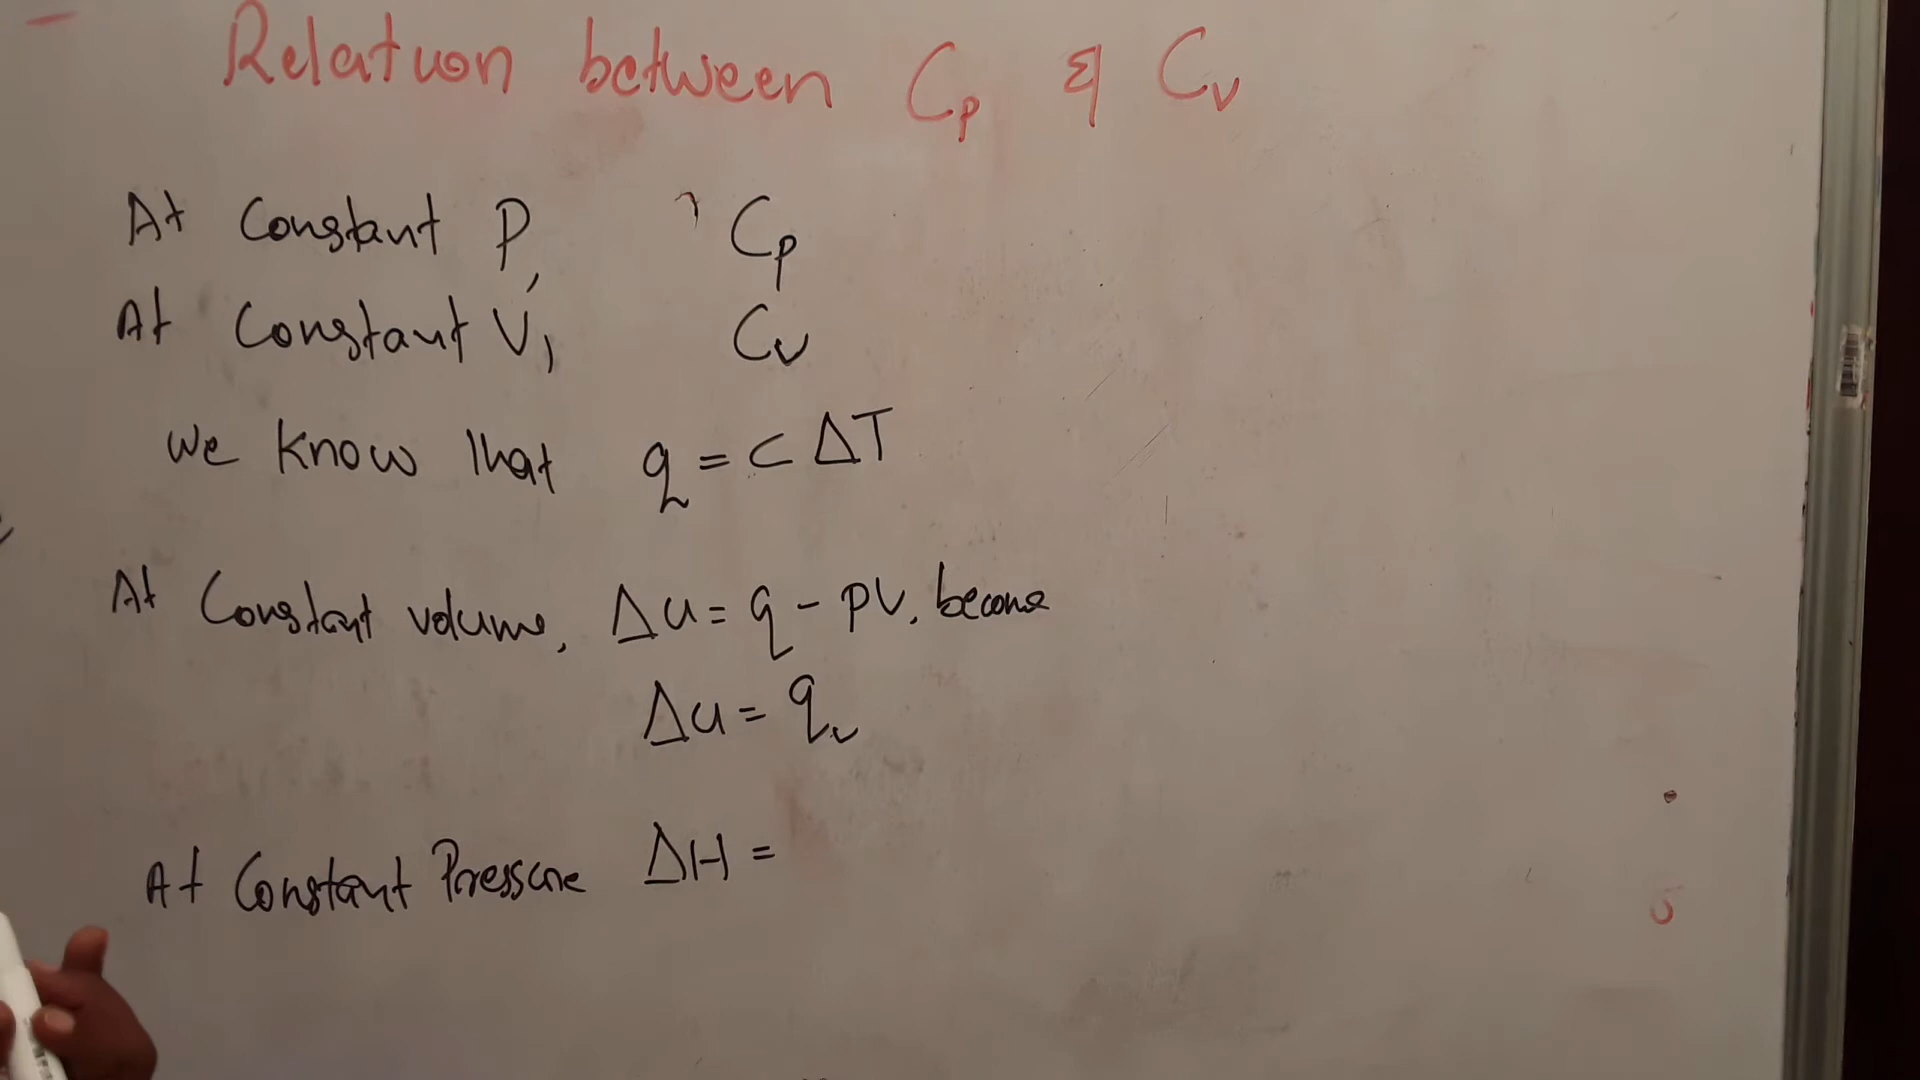 Relation between Cp & Cv
At Constant P, Cp
At Constant V, Cv
We know that q = C ΔT
At Constant volume, Δu = q - pV. become
Δu = qv
At Constant Pressure ΔH =